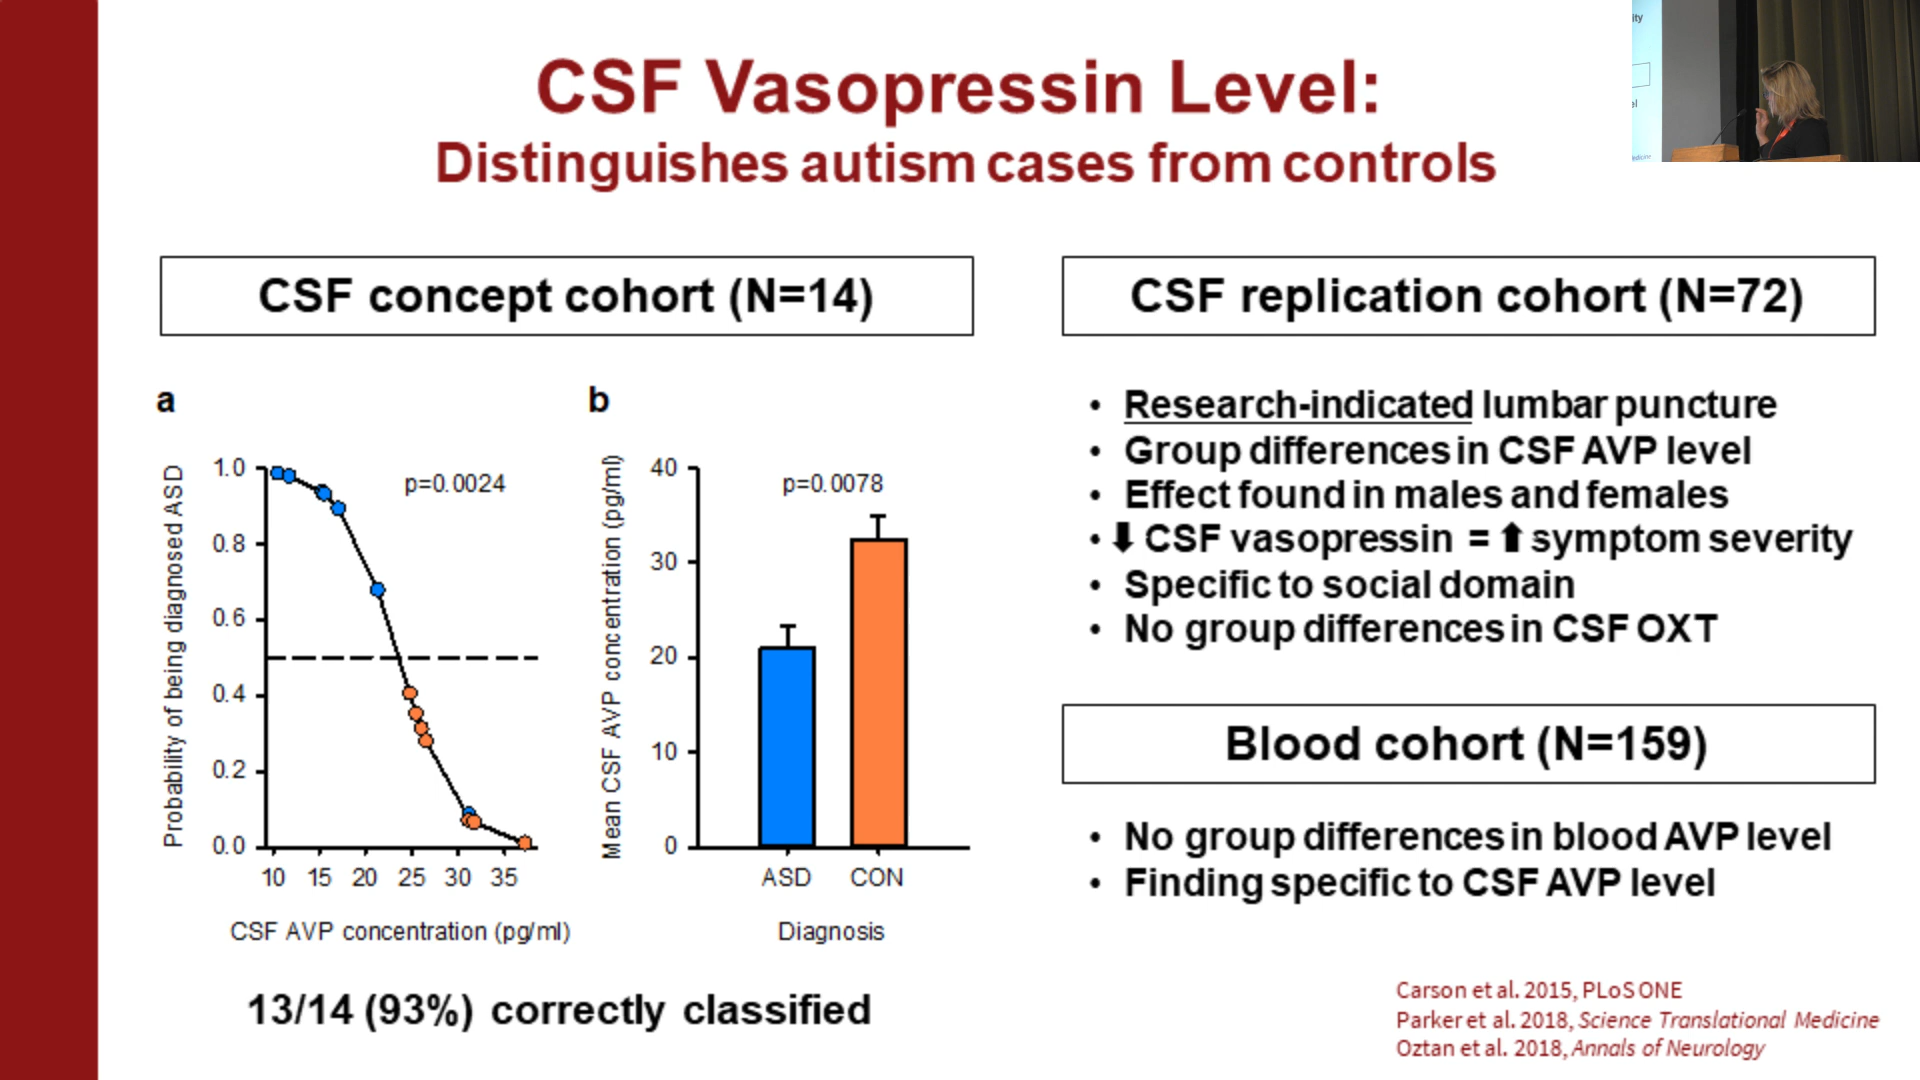 CSF Vasopressin Level:
Distinguishes autism cases from controls
CSF concept cohort (N=14)
a
Probability of being diagnosed ASD
1.0
0.8
0.6
0.4
0.2
0.0
p=0.0024
10 15 20 25 30 35
CSF AVP concentration (pg/ml)
b
Mean CSF AVP concentration (pg/ml)
40
30
20
10
0
p=0.0078
ASD CON
Diagnosis
13/14 (93%) correctly classified
CSF replication cohort (N=72)
• Research-indicated lumbar puncture
• Group differences in CSF AVP level
• Effect found in males and females
• ⬇ CSF vasopressin = ⬆ symptom severity
• Specific to social domain
• No group differences in CSF OXT
Blood cohort (N=159)
• No group differences in blood AVP level
• Finding specific to CSF AVP level
Carson et al. 2015, PLoS ONE
Parker et al. 2018, Science Translational Medicine
Oztan et al. 2018, Annals of Neurology